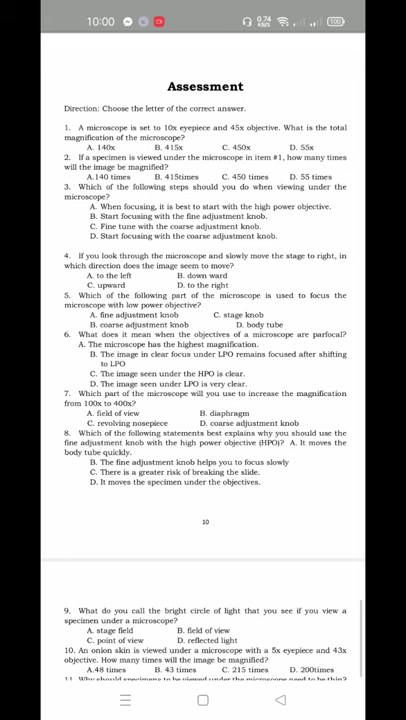 10:00
0.74
KB/S
100
Assessment
Direction: Choose the letter of the correct answer.
1. A microscope is set to 10x eyepiece and 45x objective. What is the total
magnification of the microscope?
A. 140x B. 415x C. 450x D. 55x
2. If a specimen is viewed under the microscope in item #1, how many times
will the image be magnified?
A.140 times B. 415times C. 450 times D. 55 times
3. Which of the following steps should you do when viewing under the
microscope?
A. When focusing, it is best to start with the high power objective.
B. Start focusing with the fine adjustment knob.
C. Fine tune with the coarse adjustment knob.
D. Start focusing with the coarse adjustment knob.
4. If you look through the microscope and slowly move the stage to right, in
which direction does the image seem to move?
A. to the left B. down ward
C. upward D. to the right
5. Which of the following part of the microscope is used to focus the
microscope with low power objective?
A. fine adjustment knob C. stage knob
B. coarse adjustment knob D. body tube
6. What does it mean when the objectives of a microscope are parfocal?
A. The microscope has the highest magnification.
B. The image in clear focus under LPO remains focused after shifting
to LPO
C. The image seen under the HPO is clear.
D. The image seen under LPO is very clear.
7. Which part of the microscope will you use to increase the magnification
from 100x to 400x?
A. field of view B. diaphragm
C. revolving nosepiece D. coarse adjustment knob
8. Which of the following statements best explains why you should use the
fine adjustment knob with the high power objective (HPO)? A. It moves the
body tube quickly.
B. The fine adjustment knob helps you to focus slowly
C. There is a greater risk of breaking the slide.
D. It moves the specimen under the objectives.
10
9. What do you call the bright circle of light that you see if you view a
specimen under a microscope?
A. stage field B. field of view
C. point of view D. reflected light
10. An onion skin is viewed under a microscope with a 5x eyepiece and 43x
objective. How many times will the image be magnified?
A.48 times B. 43 times C. 215 times D. 200times
11. Why should specimens to be viewed under the microscope need to be thin?